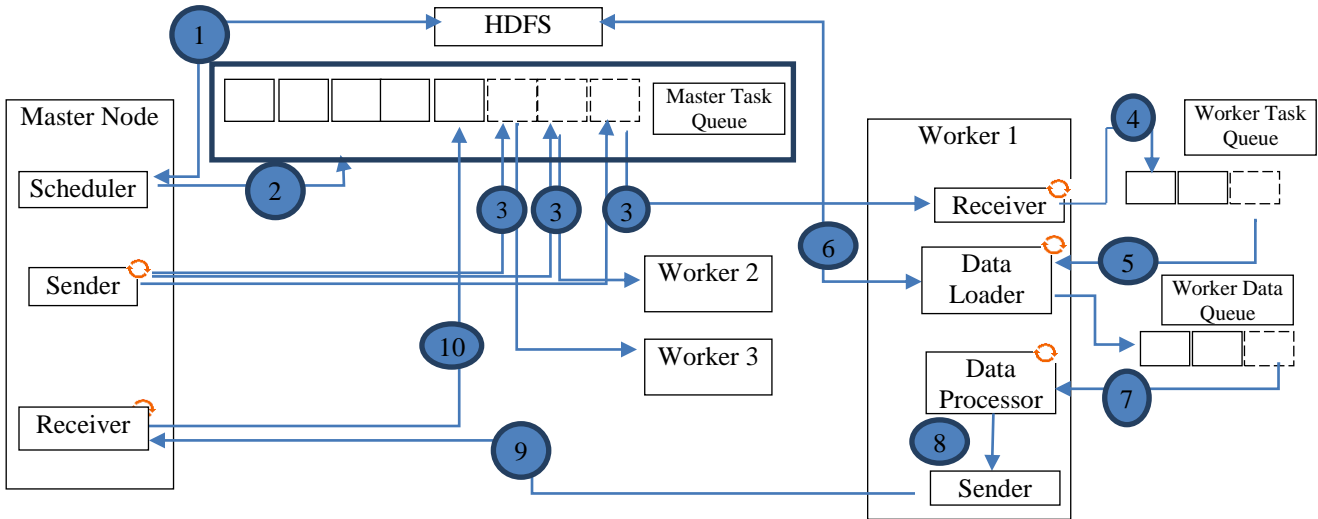 1
HDFS
Master Task
Queue
Master Node
Scheduler
2
3
3
3
Sender
Worker 2
Worker 3
10
Receiver
9
Worker 1
4
Worker Task
Queue
Receiver
6
Data
Loader
5
Worker Data
Queue
Data
Processor
7
8
Sender